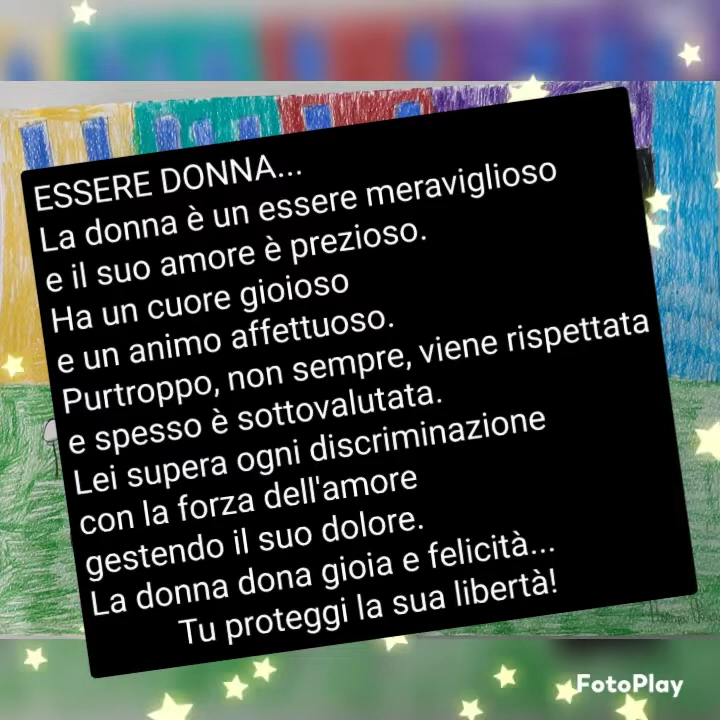 ESSERE DONNA...
La donna è un essere meraviglioso
e il suo amore è prezioso.
Ha un cuore gioioso
e un animo affettuoso.
Purtroppo, non sempre, viene rispettata
e spesso è sottovalutata.
Lei supera ogni discriminazione
con la forza dell'amore
gestendo il suo dolore.
La donna dona gioia e felicità...
Tu proteggi la sua libertà!
FotoPlay